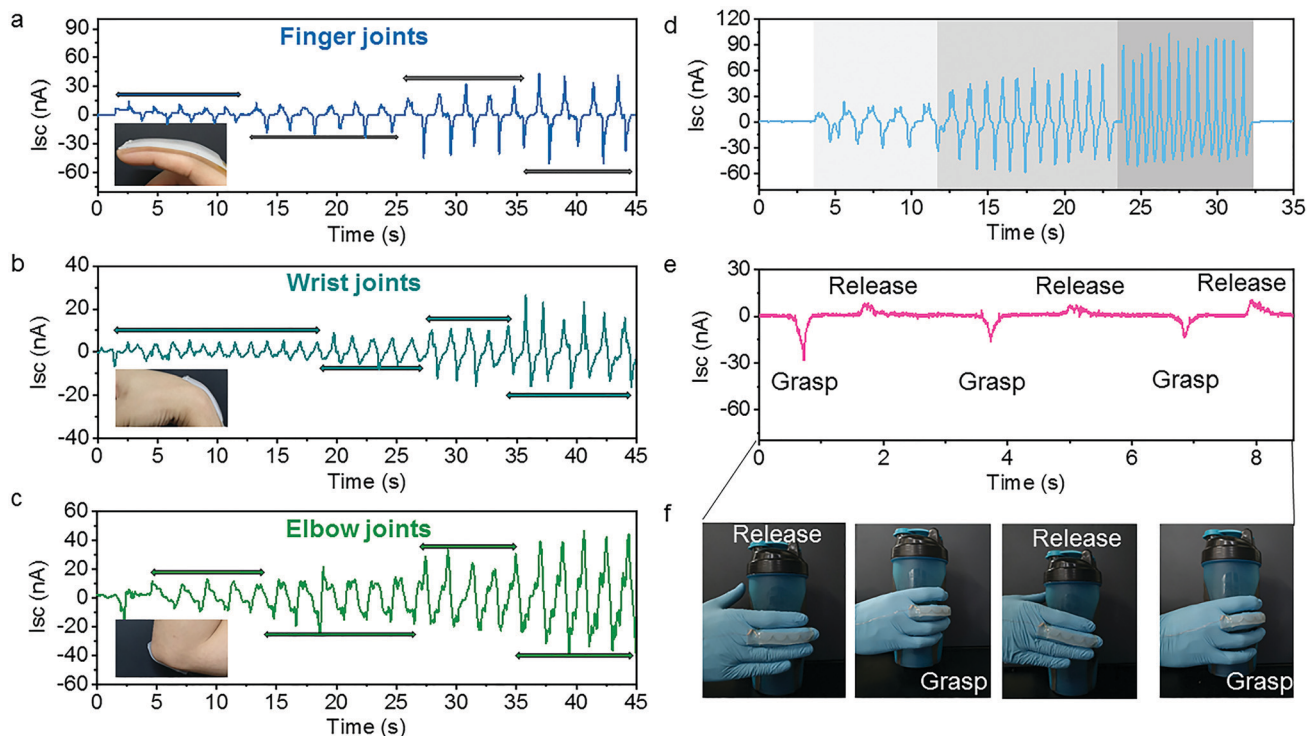 a
Finger joints
Isc (nA)
90
60
30
0
-30
-60
0 5 10 15 20 25 30 35 40 45
Time (s)
b
Wrist joints
Isc (nA)
40
20
0
-20
-40
0 5 10 15 20 25 30 35 40 45
Time (s)
c
Elbow joints
Isc (nA)
60
40
20
0
-20
-40
-60
0 5 10 15 20 25 30 35 40 45
Time (s)
d
Isc (nA)
120
90
60
30
0
-30
-60
0 5 10 15 20 25 30 35
Time (s)
e
Isc (nA)
30
0
-30
-60
Release Release Release
Grasp Grasp Grasp
0 2 4 6 8
Time (s)
f
Release
Grasp
Release
Grasp